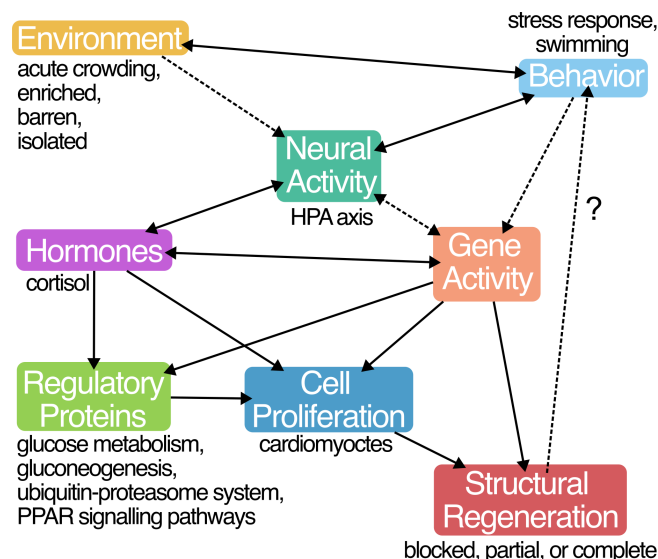 Environment
acute crowding,
enriched,
barren,
isolated
stress response,
swimming
Behavior
Neural
Activity
HPA axis
?
Hormones
cortisol
Gene
Activity
Regulatory
Proteins
glucose metabolism,
gluconeogenesis,
ubiquitin-proteasome system,
PPAR signalling pathways
Cell
Proliferation
cardiomyoctes
Structural
Regeneration
blocked, partial, or complete